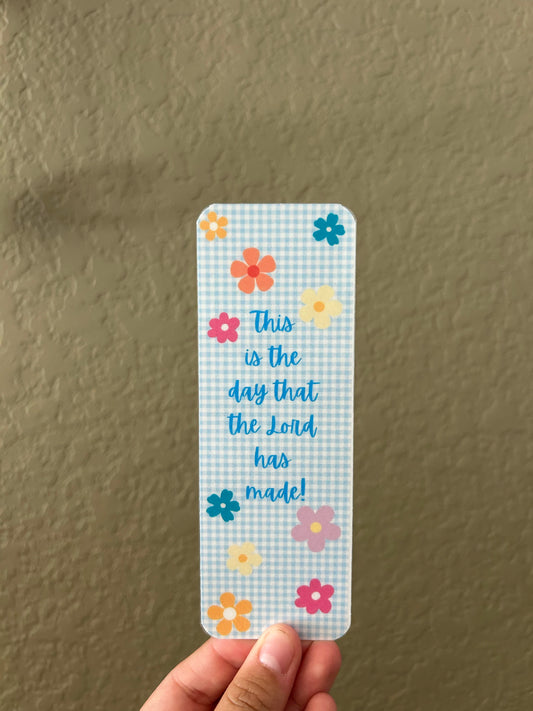 This
is the
day that
the Lord
has
made!